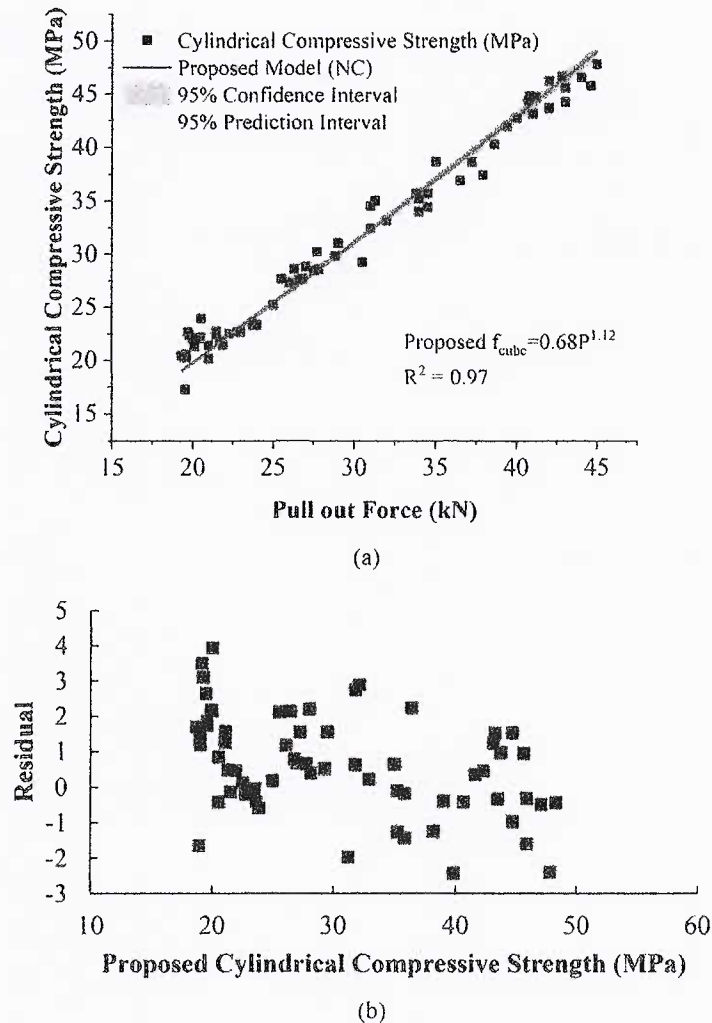 Cylindrical Compressive Strength (MPa)
50
45
40
35
30
25
20
15
Cylindrical Compressive Strength (MPa)
Proposed Model (NC)
95% Confidence Interval
95% Prediction Interval
Proposed f_cube=0.68P^1.12
R² = 0.97
15 20 25 30 35 40 45
Pull out Force (kN)
(a)
Residual
5
4
3
2
1
0
-1
-2
-3
10 20 30 40 50 60
Proposed Cylindrical Compressive Strength (MPa)
(b)